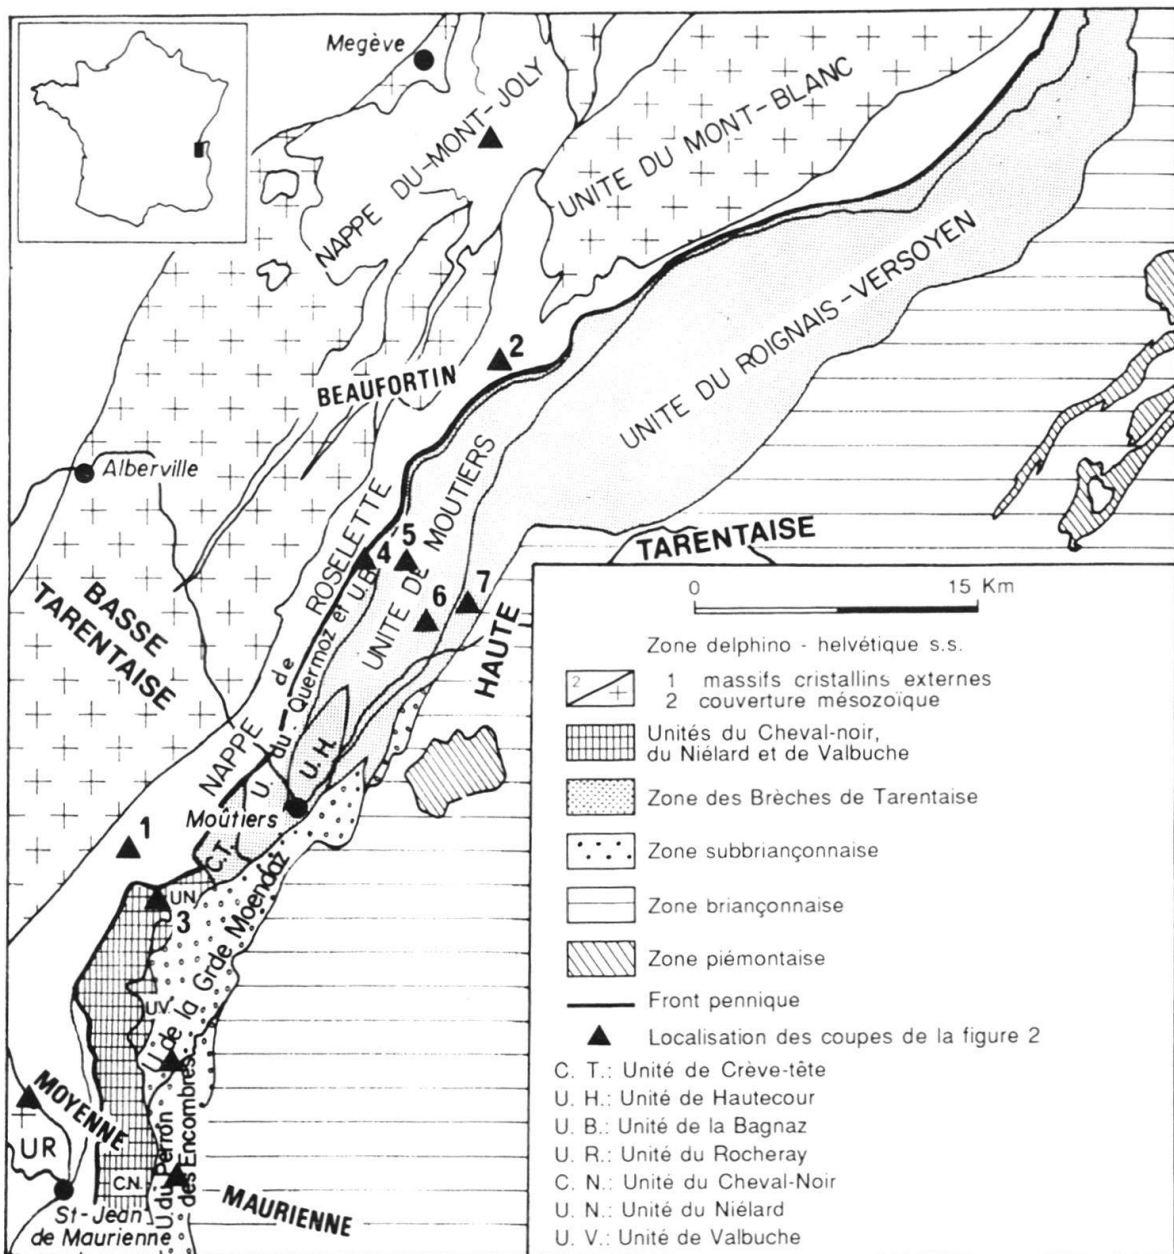 Megève
NAPPE DU-MONT-JOLY
UNITE DU MONT-BLANC
UNITE DU ROIGNAIS-VERSOYEN
2
BEAUFORTIN
Alberville
BASSE
TARENTAISE
NAPPE de ROSELETTE
U. du Quermoz et U.B.
4
5
UNITE DE MOUTIERS
6
7
HAUTE
TARENTAISE
U. H.
Moûtiers
C.T.
1
U.N.
3
U.V.
U. de la Grde Moendaz
MOYENNE
UR
C.N.
U. du Perron
des Encombres
St-Jean
de Maurienne
MAURIENNE
0 15 Km
Zone delphino - helvétique s.s.
2
+
1 massifs cristallins externes
2 couverture mésozoïque
Unités du Cheval-noir,
du Niélard et de Valbuche
Zone des Brèches de Tarentaise
Zone subbriançonnaise
Zone briançonnaise
Zone piémontaise
Front pennique
Localisation des coupes de la figure 2
C. T.: Unité de Crève-tête
U. H.: Unité de Hautecour
U. B.: Unité de la Bagnaz
U. R.: Unité du Rocheray
C. N.: Unité du Cheval-Noir
U. N.: Unité du Niélard
U. V.: Unité de Valbuche